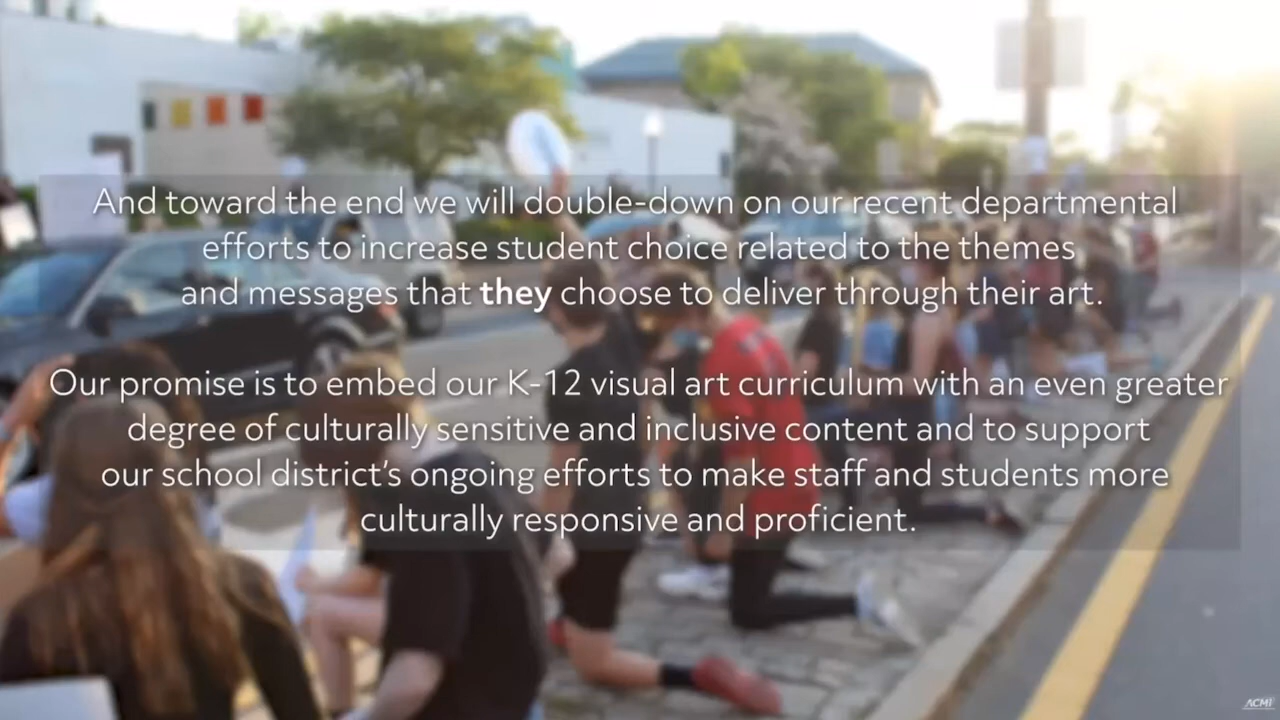 And toward the end we will double-down on our recent departmental
efforts to increase student choice related to the themes
and messages that they choose to deliver through their art.
Our promise is to embed our K-12 visual art curriculum with an even greater
degree of culturally sensitive and inclusive content and to support
our school district's ongoing efforts to make staff and students more
culturally responsive and proficient.
ACMi